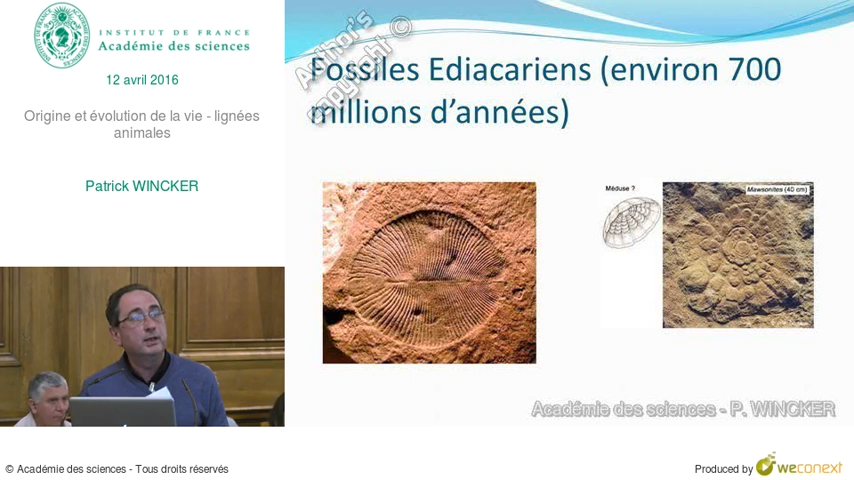 INSTITUT DE FRANCE
Académie des sciences
12 avril 2016
Origine et évolution de la vie - lignées
animales
Patrick WINCKER
Author's
copyright ©
Fossiles Ediacariens (environ 700
millions d'années)
Méduse ?
Mawsonites (40 cm)
Académie des sciences - P. WINCKER
© Académie des sciences - Tous droits réservés
Produced by weconext